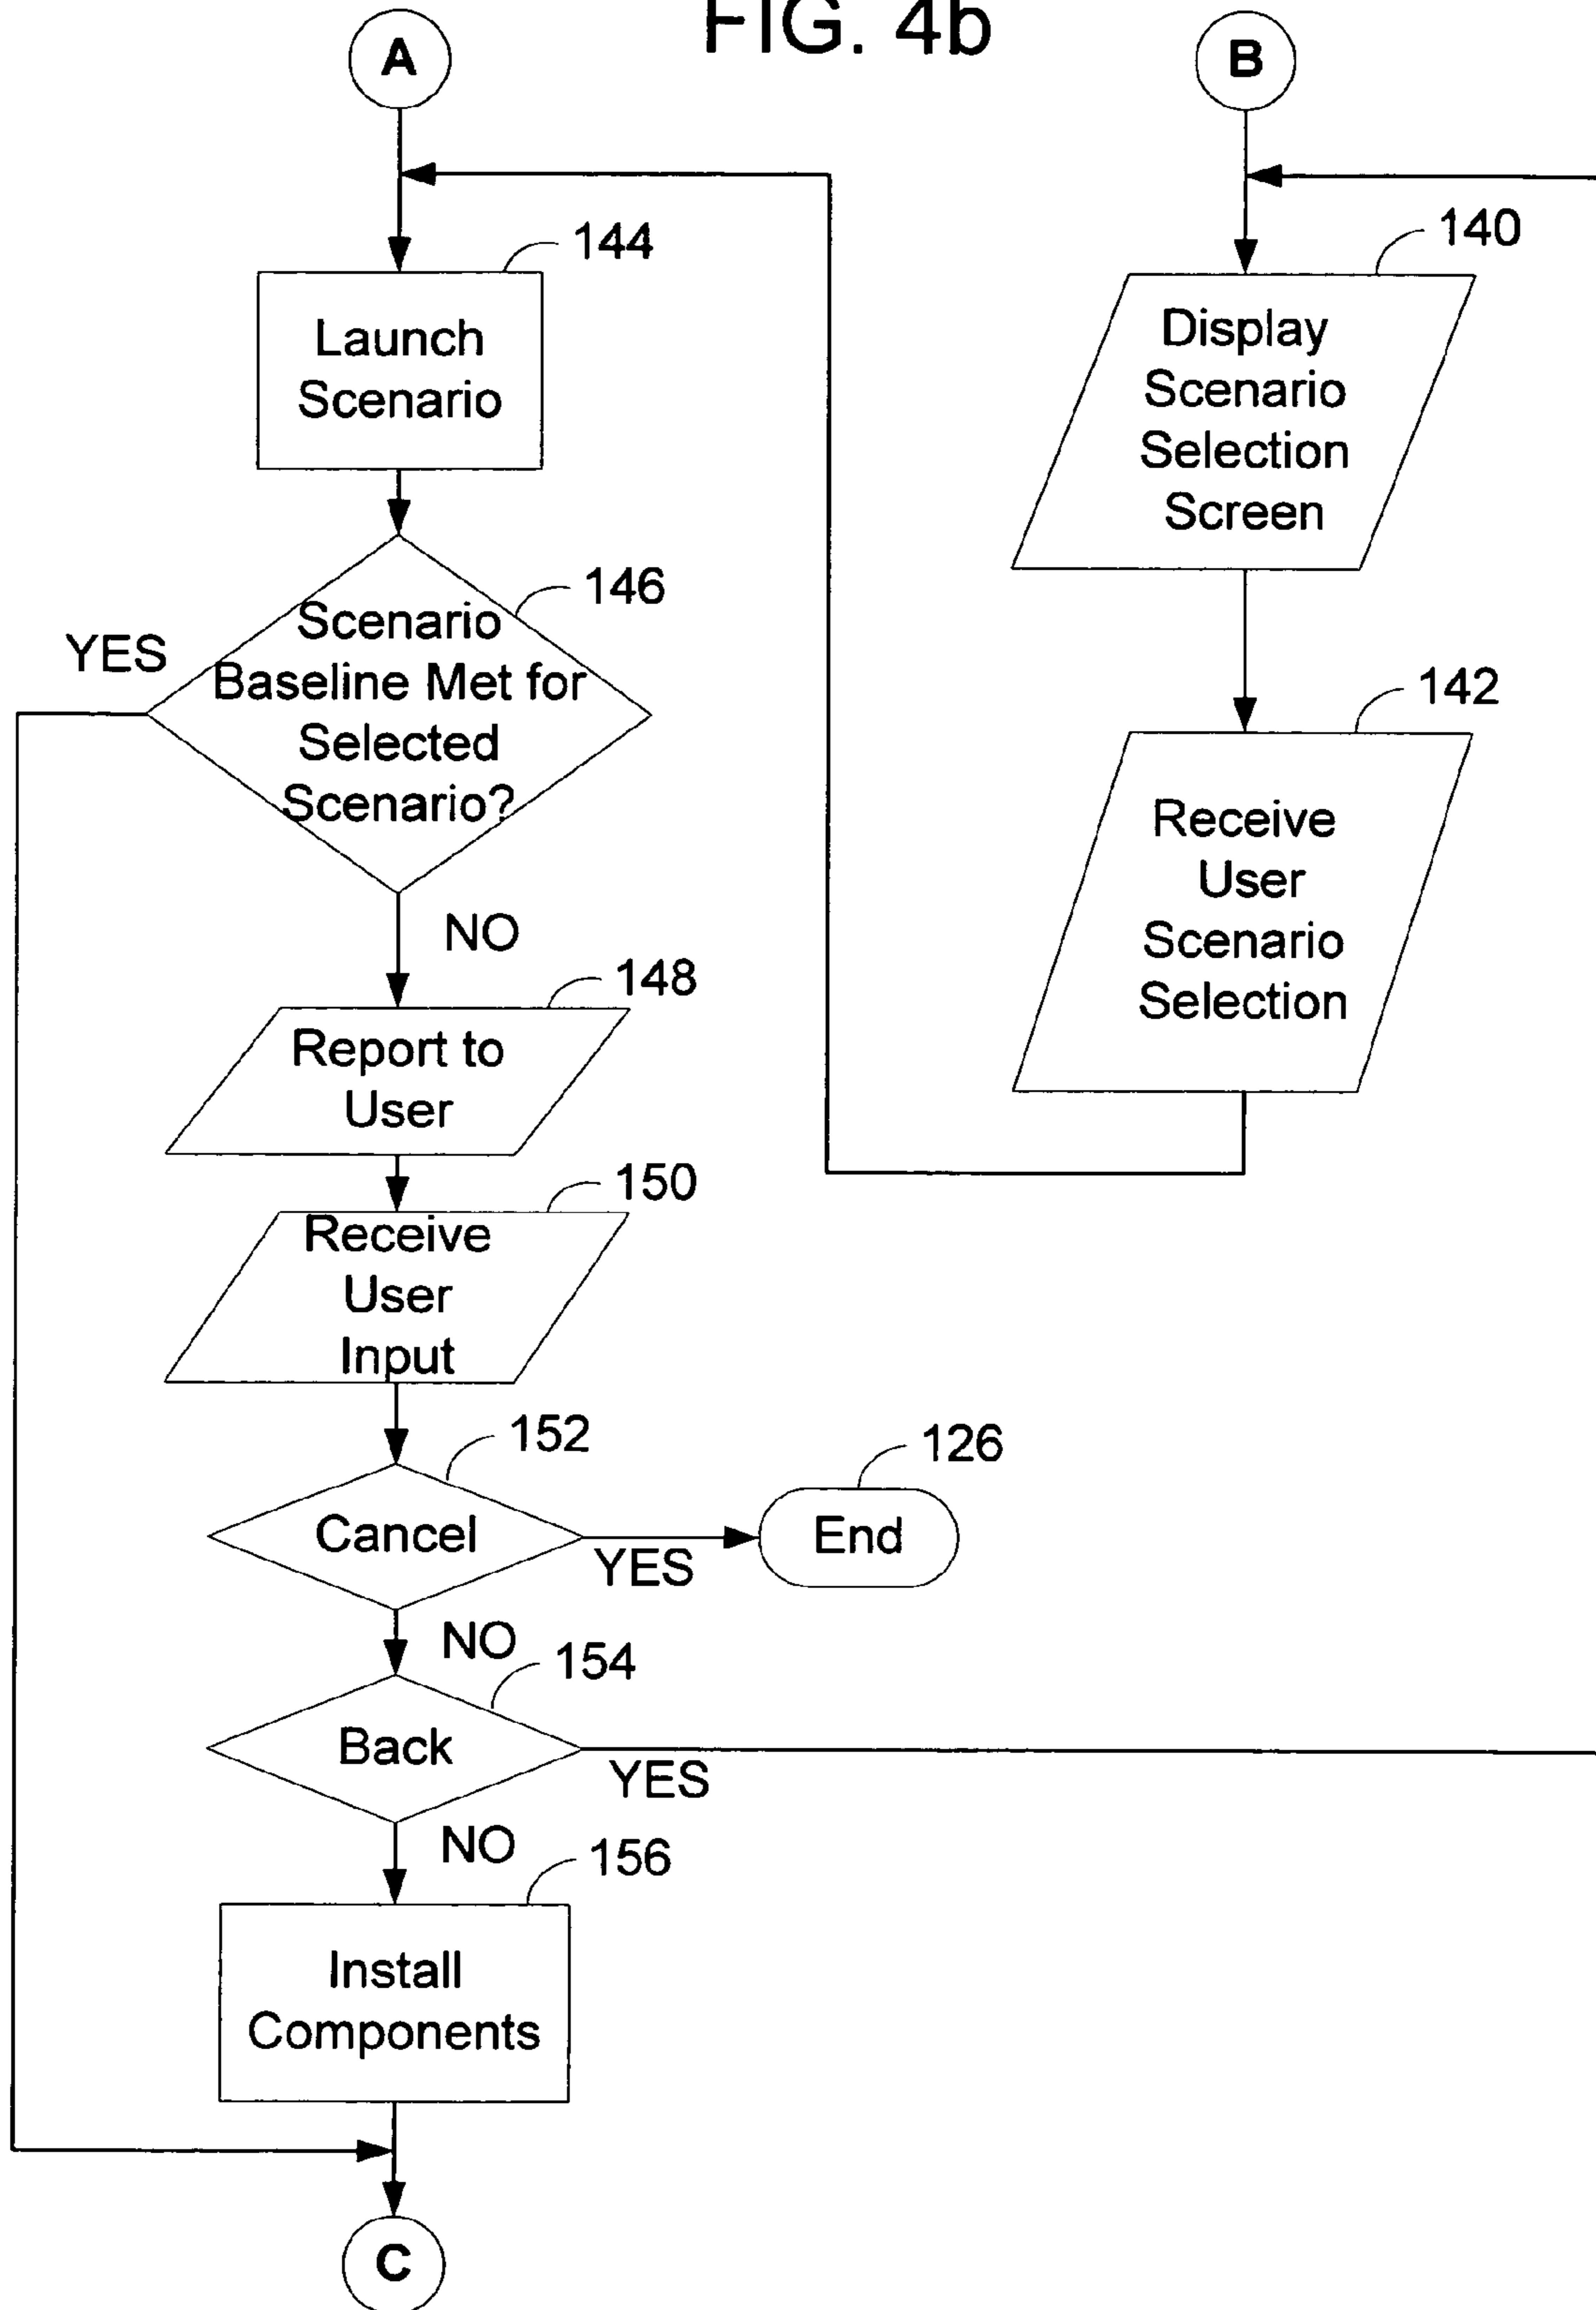 FIG. 4b
A
144
Launch
Scenario
146
Scenario
Baseline Met for
Selected
Scenario?
YES
NO
148
Report to
User
150
Receive
User
Input
152
Cancel
YES
126
End
NO
154
Back
YES
NO
156
Install
Components
C
B
140
Display
Scenario
Selection
Screen
142
Receive
User
Scenario
Selection